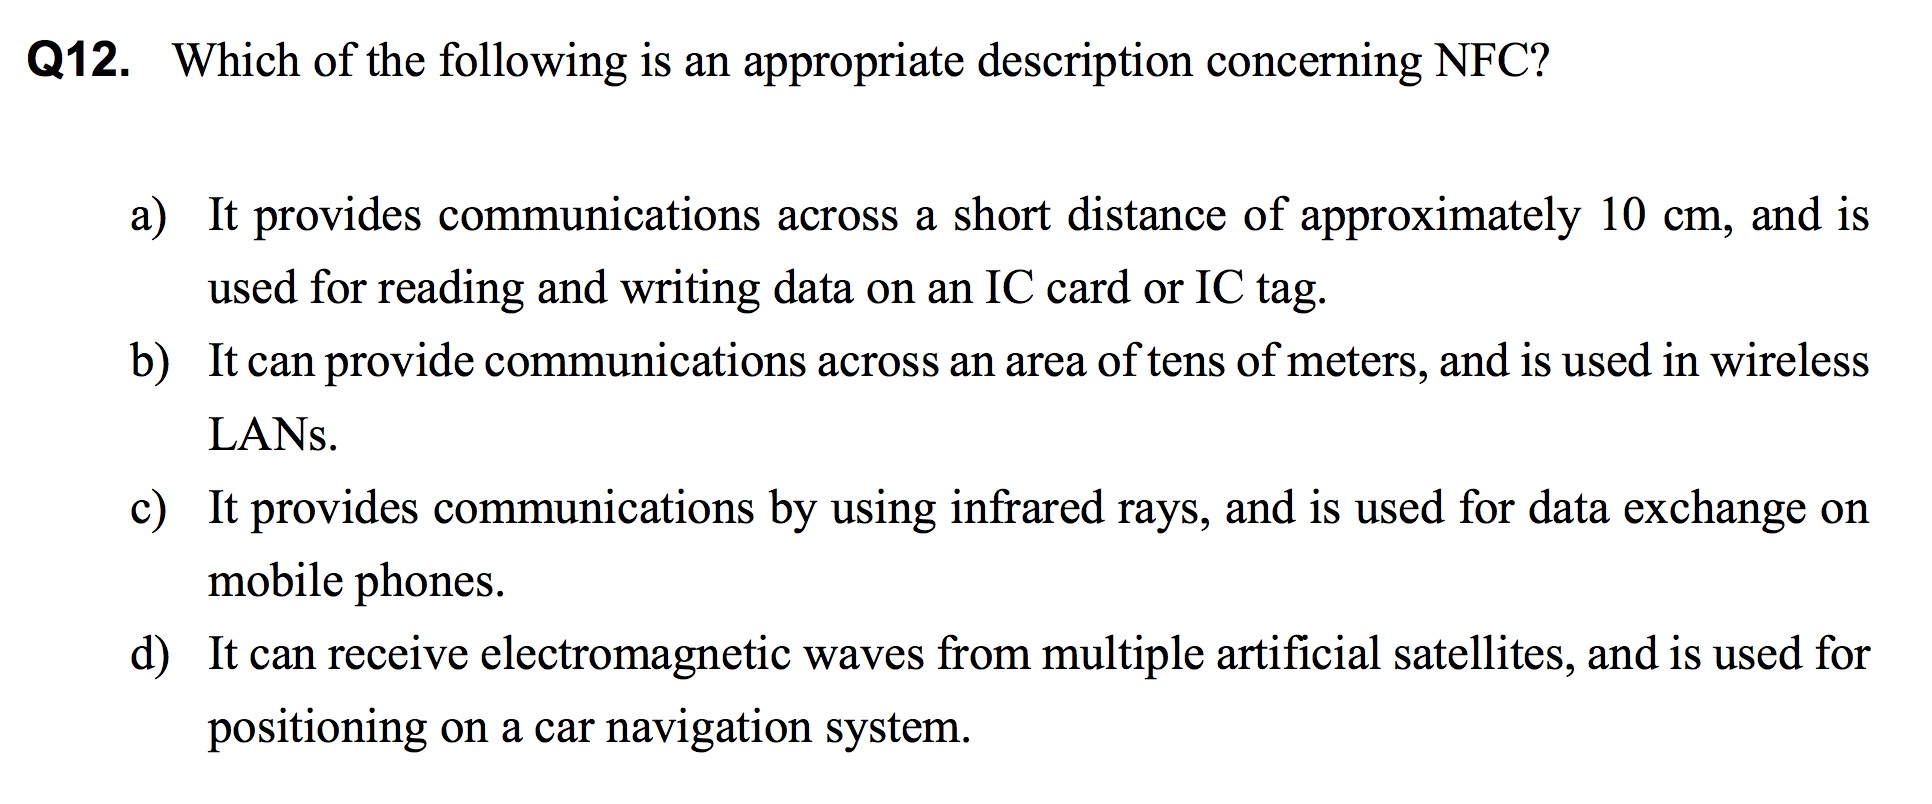 Q12. Which of the following is an appropriate description concerning NFC?
a) It provides communications across a short distance of approximately 10 cm, and is
used for reading and writing data on an IC card or IC tag.
b) It can provide communications across an area of tens of meters, and is used in wireless
LANs.
c) It provides communications by using infrared rays, and is used for data exchange on
mobile phones.
d) It can receive electromagnetic waves from multiple artificial satellites, and is used for
positioning on a car navigation system.